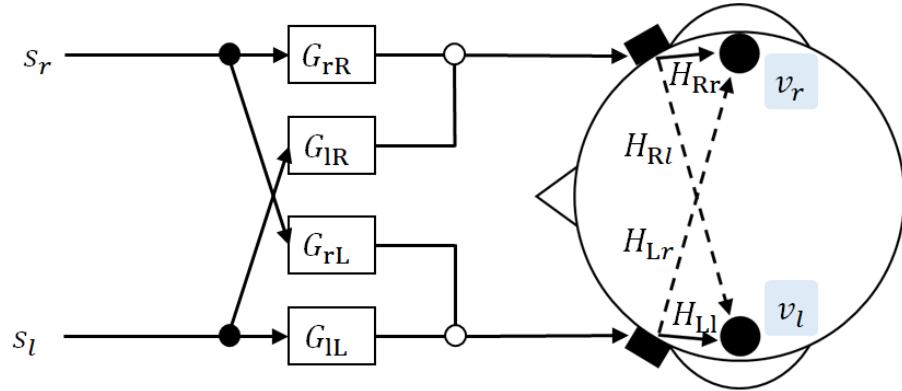 s_r
G_rR
H_Rr
v_r
G_lR
H_Rl
G_rL
H_Lr
s_l
G_lL
H_Ll
v_l